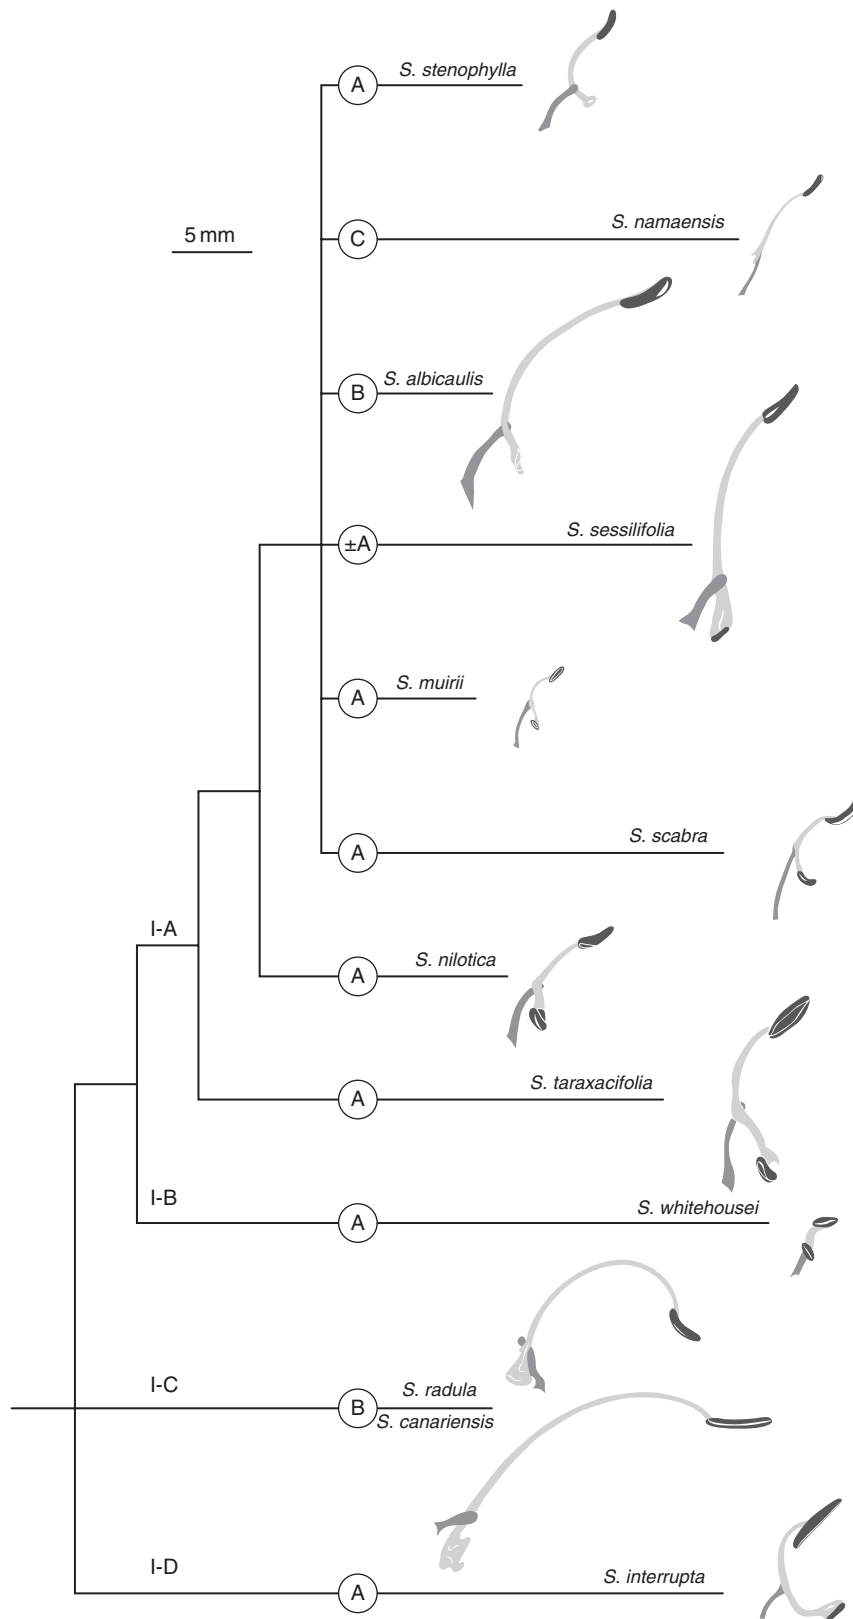 A S. stenophylla
5 mm
C S. namaensis
B S. albicaulis
±A S. sessilifolia
A S. muirii
A S. scabra
I-A
A S. nilotica
A S. taraxacifolia
I-B
A S. whitehousei
I-C
B S. radula
S. canariensis
I-D
A S. interrupta